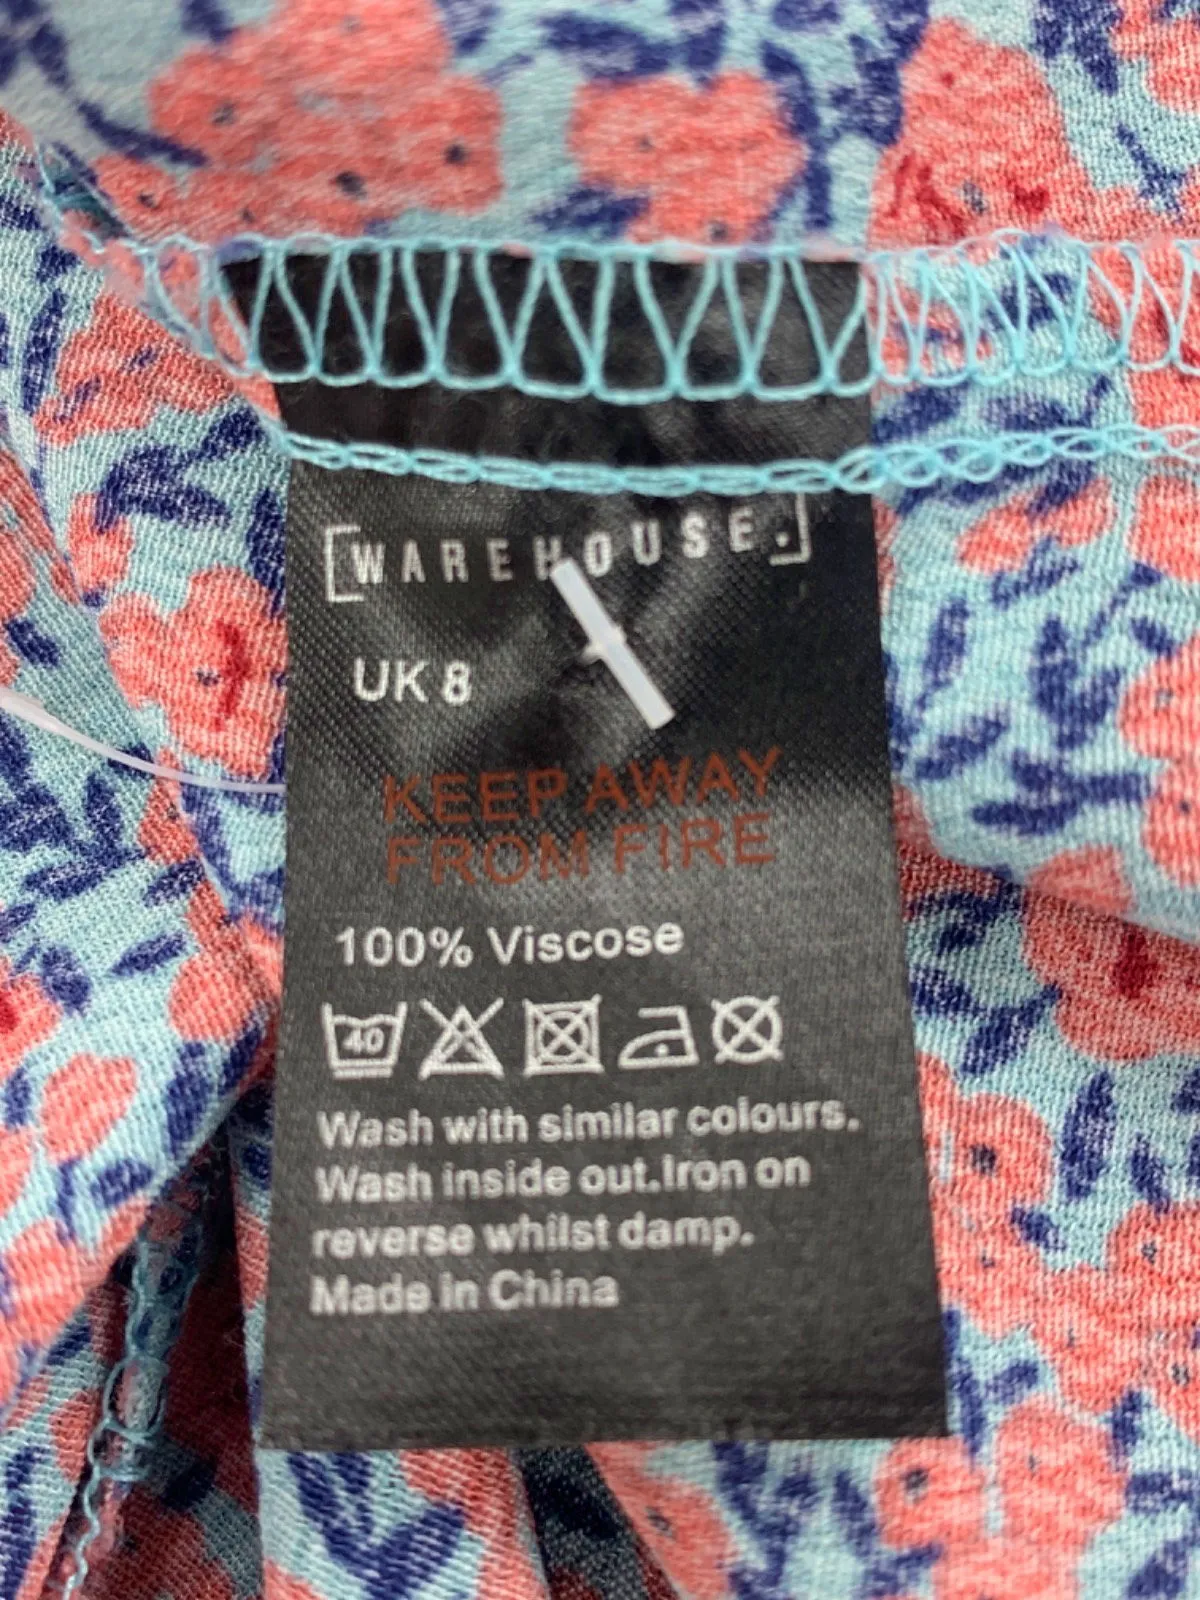 [WAREHOUSE.]
UK 8
KEEP AWAY
FROM FIRE
100% Viscose
40
Wash with similar colours.
Wash inside out.Iron on
reverse whilst damp.
Made in China